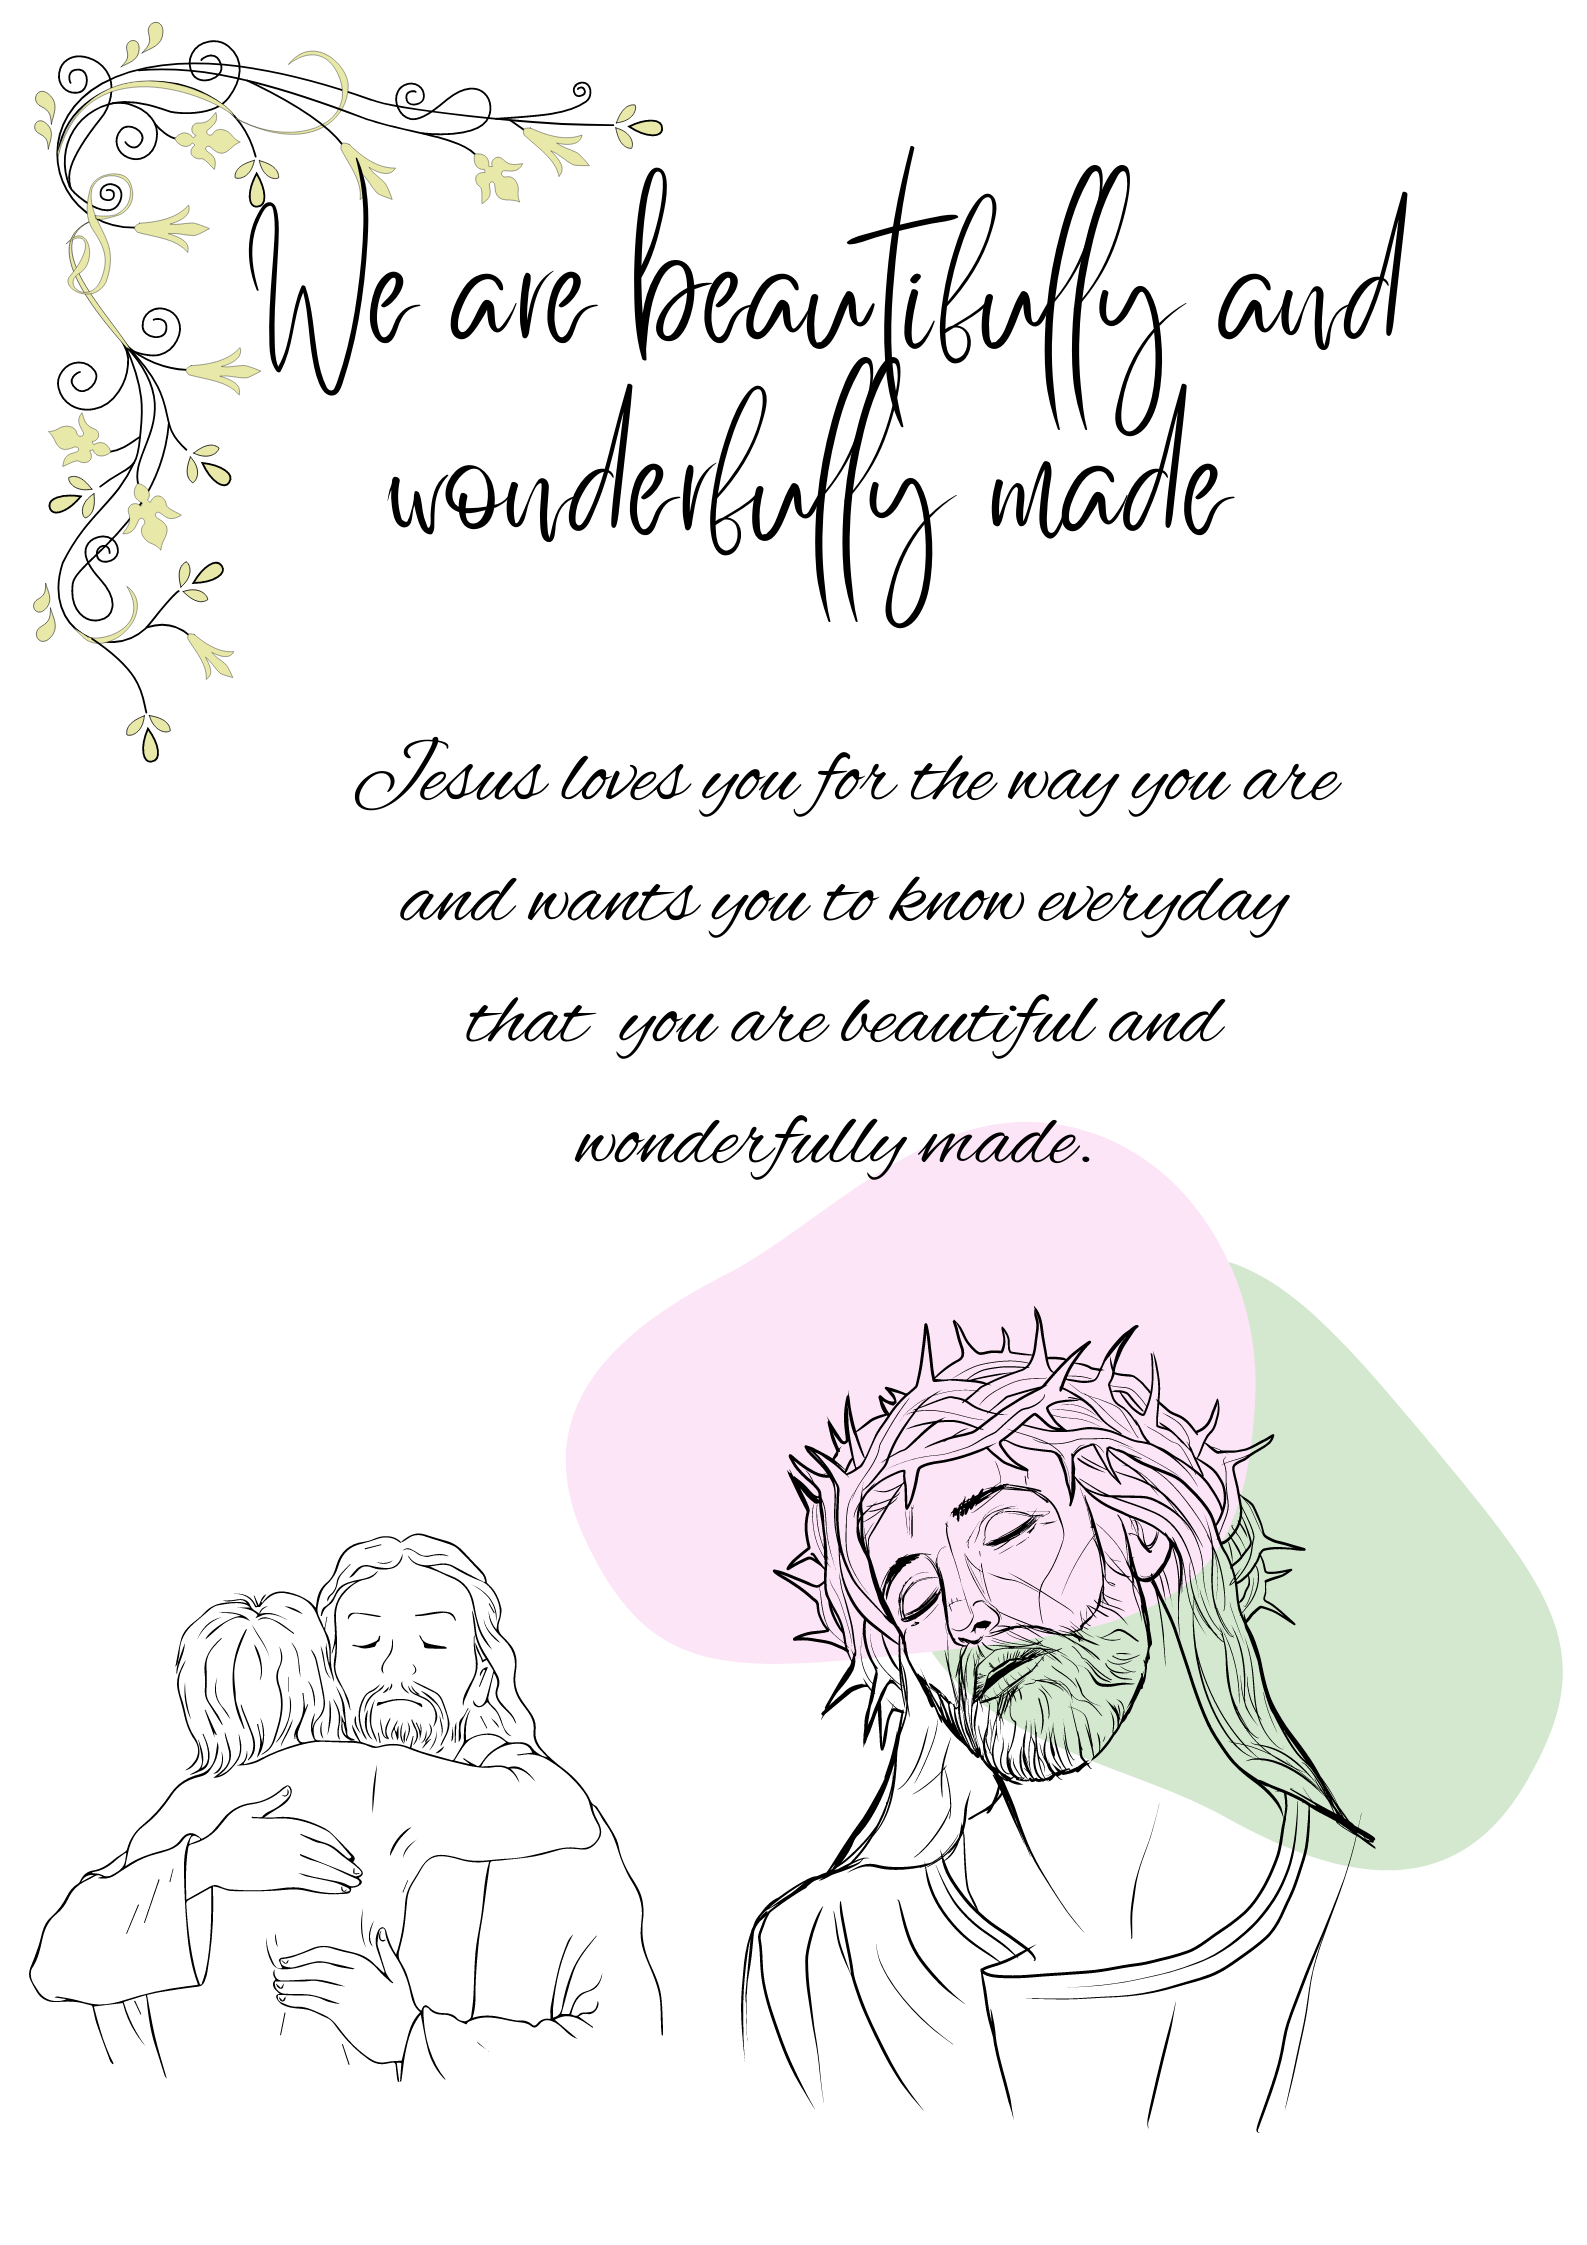 We are beautifully and
wonderfully made
Jesus loves you for the way you are
and wants you to know everyday
that you are beautiful and
wonderfully made.